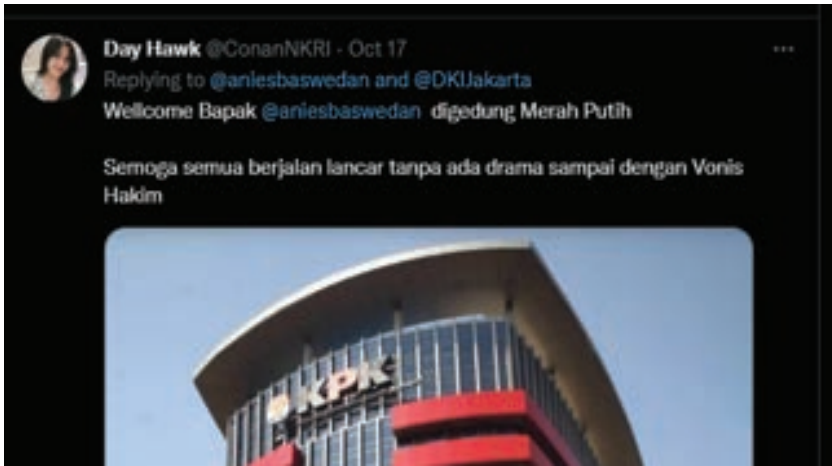 Day Hawk @ConanNKRI · Oct 17
Replying to @aniesbaswedan and @DKIJakarta
Wellcome Bapak @aniesbaswedan digedung Merah Putih
Semoga semua berjalan lancar tanpa ada drama sampai dengan Vonis
Hakim
KPK